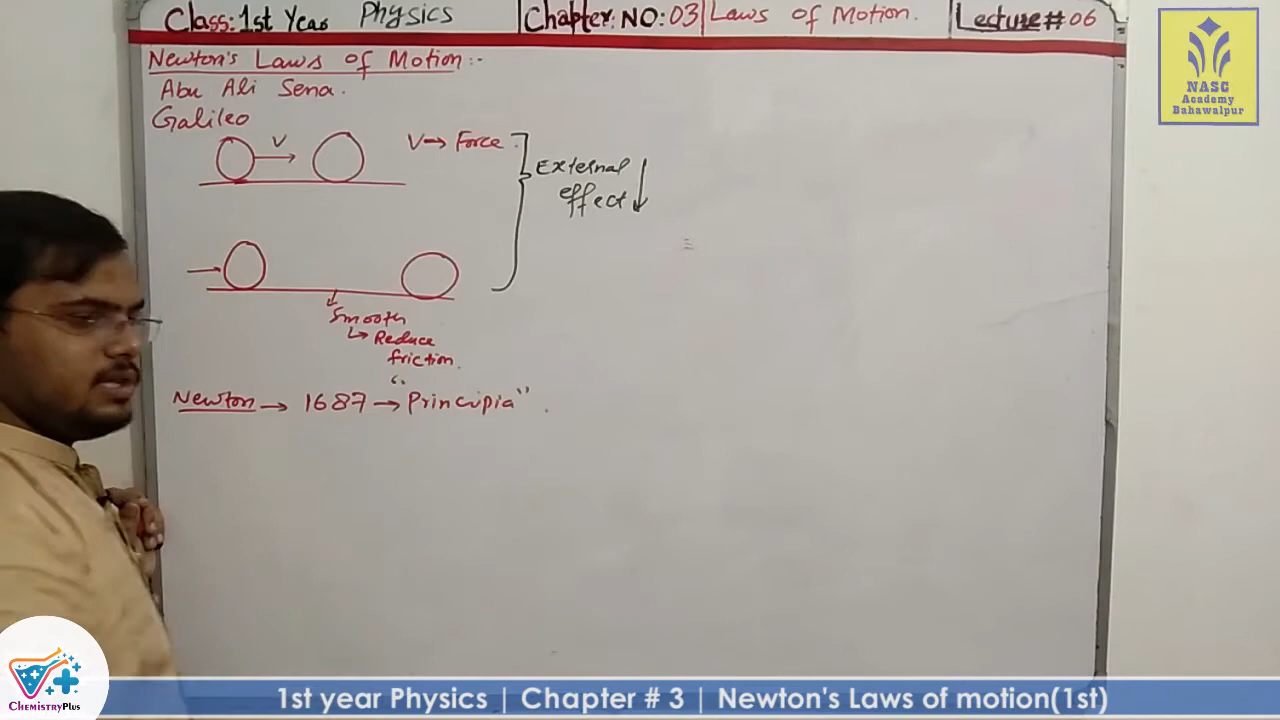 Class: 1st Year Physics | Chapter: NO: 03 | Laws of Motion. | Lecture # 06
Newton's Laws of Motion:-
Abu Ali Sena.
Galileo
V
V → Force.
External
effect ↓
Smooth
↳ Reduce
friction.
Newton → 1687 → "Principia".
NASC
Academy
Bahawalpur
ChemistryPlus
1st year Physics | Chapter # 3 | Newton's Laws of motion(1st)